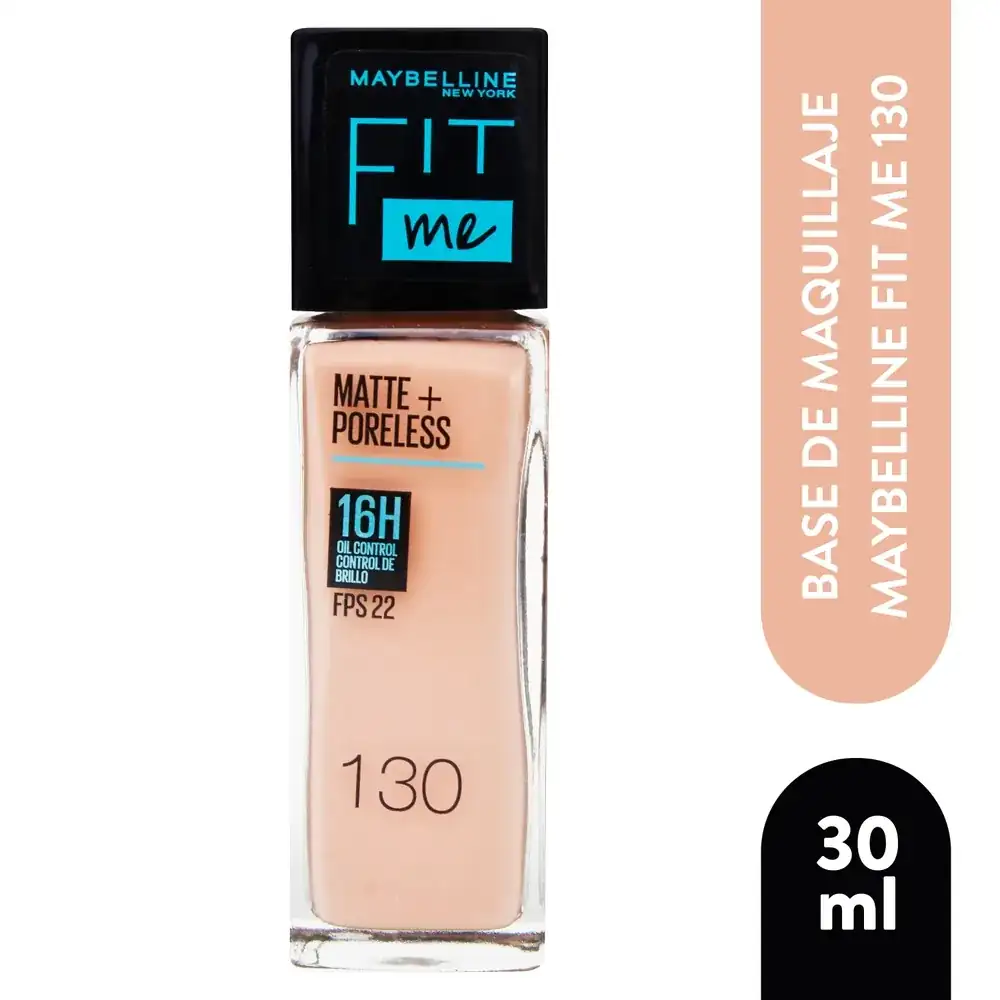 MAYBELLINE
NEW YORK
FIT
me
MATTE +
PORELESS
16H
OIL CONTROL
CONTROL DE
BRILLO
FPS 22
130
BASE DE MAQUILLAJE
MAYBELLINE FIT ME 130
30
ml